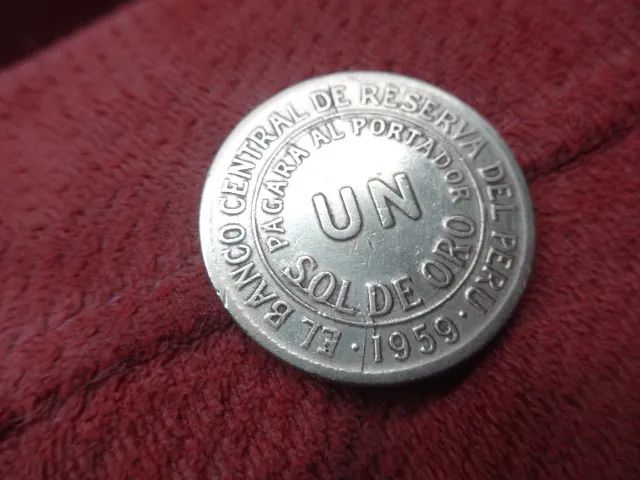 EL BANCO CENTRAL DE RESERVA DEL PERU
· 1959 ·
PAGARA AL PORTADOR
UN
SOL DE ORO